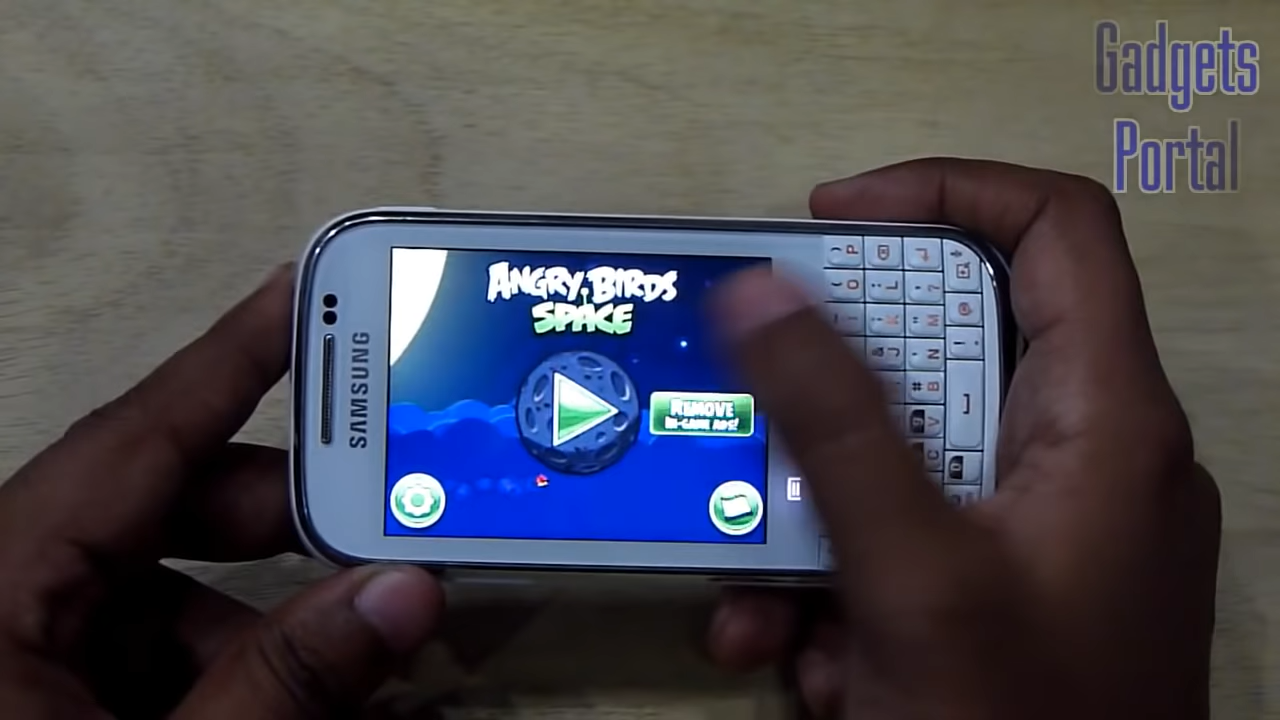 Gadgets
Portal
SAMSUNG
ANGRY BIRDS
SPACE
REMOVE
IN-GAME ADS!
P
O
L
?
K
M
J
N
#
B
V
C